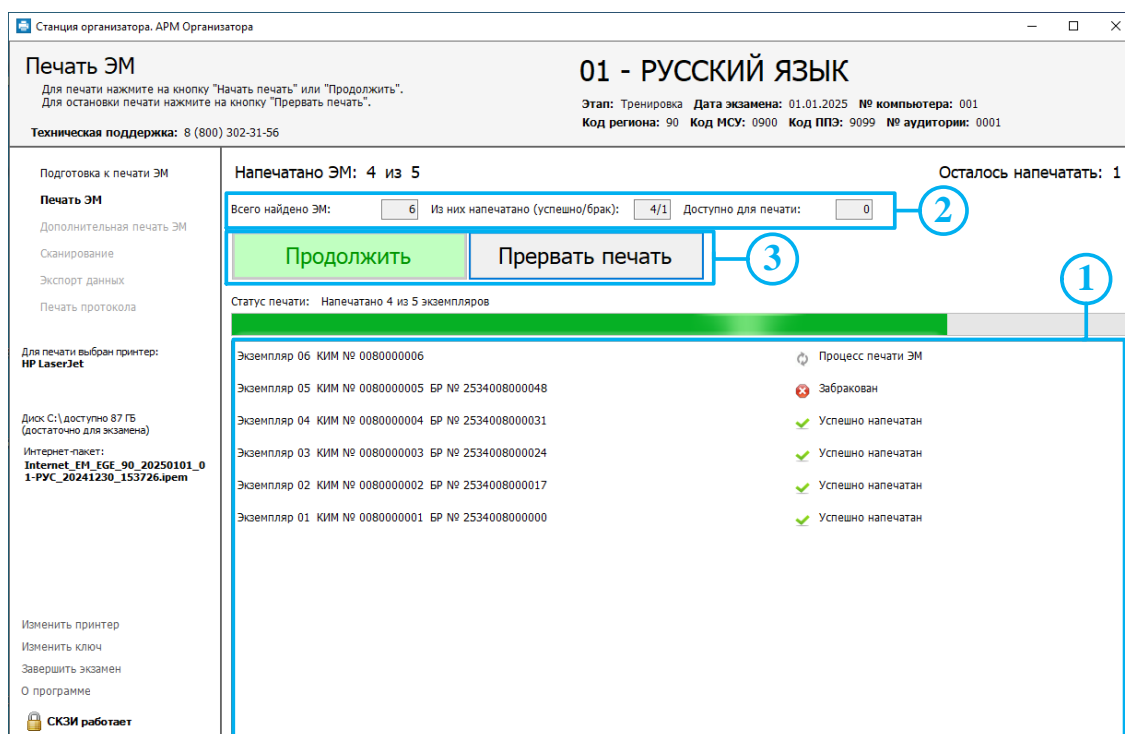 Станция организатора. АРМ Организатора
Печать ЭМ
Для печати нажмите на кнопку "Начать печать" или "Продолжить".
Для остановки печати нажмите на кнопку "Прервать печать".
Техническая поддержка: 8 (800) 302-31-56
01 - РУССКИЙ ЯЗЫК
Этап: Тренировка Дата экзамена: 01.01.2025 № компьютера: 001
Код региона: 90 Код МСУ: 0900 Код ППЭ: 9099 № аудитории: 0001
Подготовка к печати ЭМ
Печать ЭМ
Дополнительная печать ЭМ
Сканирование
Экспорт данных
Печать протокола
Для печати выбран принтер:
HP LaserJet
Диск C:\ доступно 87 ГБ
(достаточно для экзамена)
Интернет-пакет:
Internet_EM_EGE_90_20250101_0
1-РУС_20241230_153726.ipem
Изменить принтер
Изменить ключ
Завершить экзамен
О программе
СКЗИ работает
Напечатано ЭМ: 4 из 5
Осталось напечатать: 1
Всего найдено ЭМ: 6 Из них напечатано (успешно/брак): 4/1 Доступно для печати: 0
2
Продолжить Прервать печать
3
1
Статус печати: Напечатано 4 из 5 экземпляров
Экземпляр 06 КИМ № 0080000006 Процесс печати ЭМ
Экземпляр 05 КИМ № 0080000005 БР № 2534008000048 Забракован
Экземпляр 04 КИМ № 0080000004 БР № 2534008000031 Успешно напечатан
Экземпляр 03 КИМ № 0080000003 БР № 2534008000024 Успешно напечатан
Экземпляр 02 КИМ № 0080000002 БР № 2534008000017 Успешно напечатан
Экземпляр 01 КИМ № 0080000001 БР № 2534008000000 Успешно напечатан